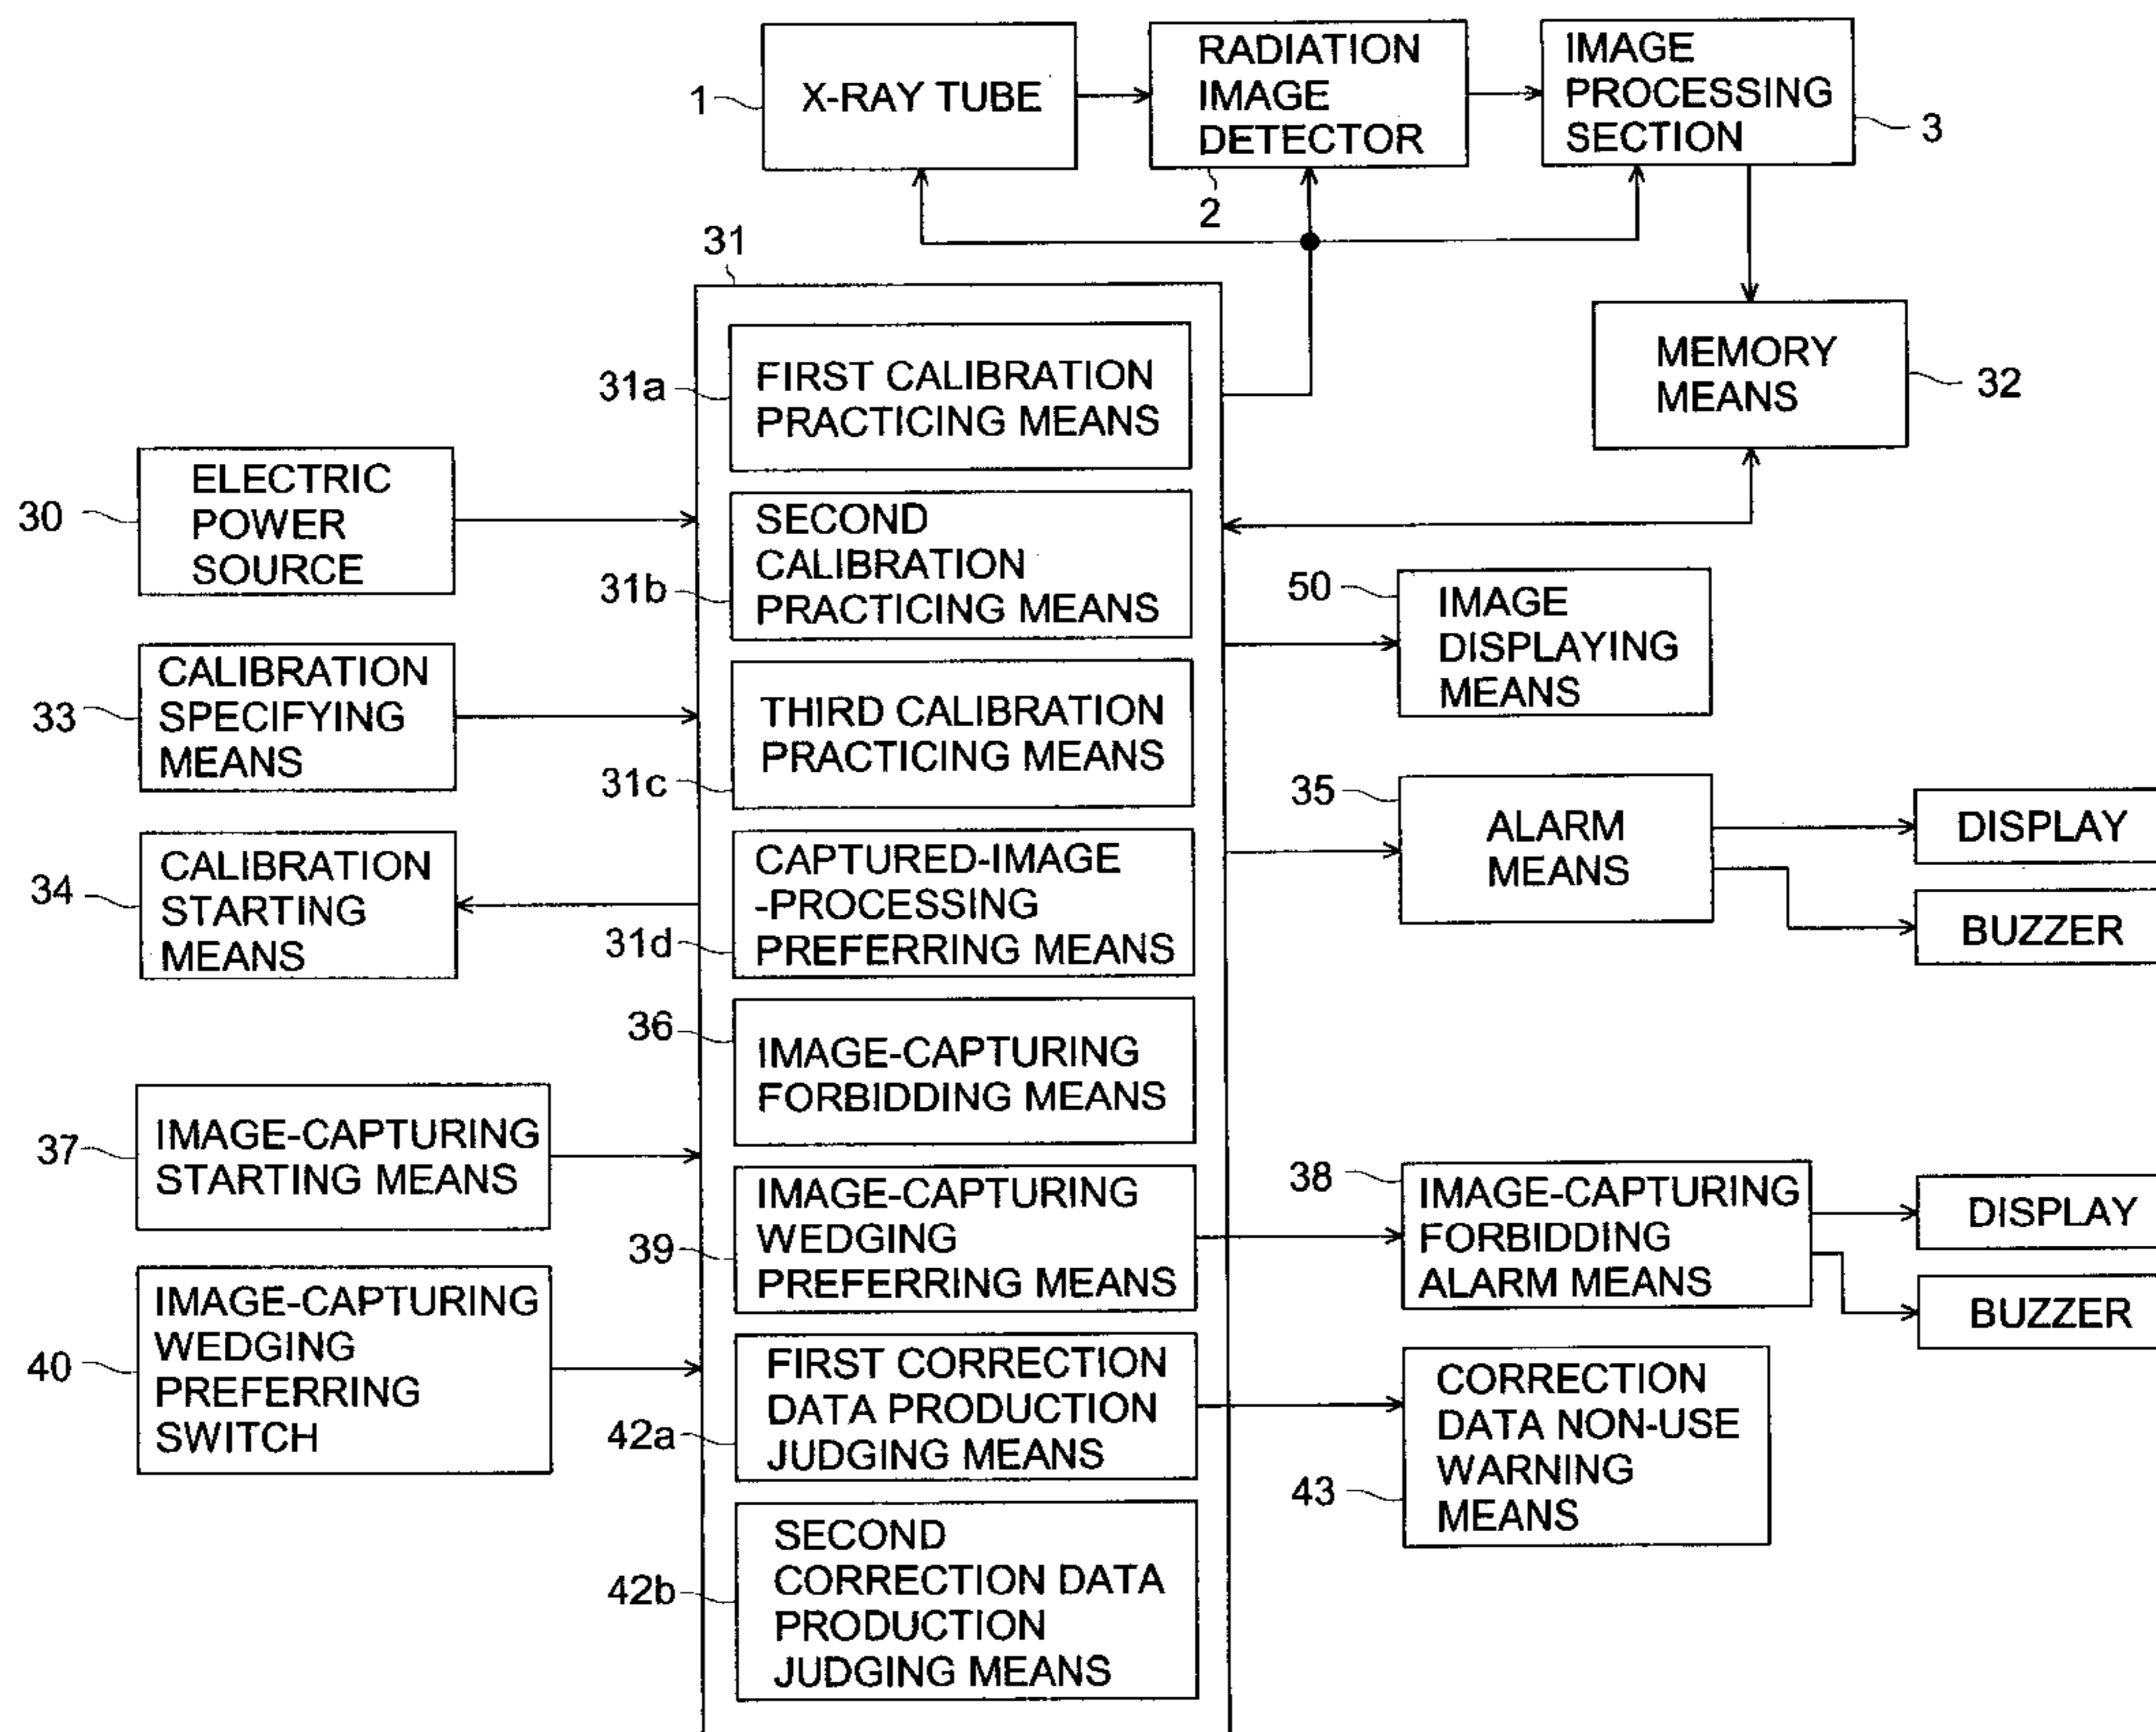 1
X-RAY TUBE
RADIATION
IMAGE
DETECTOR
2
IMAGE
PROCESSING
SECTION
3
31
MEMORY
MEANS
32
31a
FIRST CALIBRATION
PRACTICING MEANS
30
ELECTRIC
POWER
SOURCE
31b
SECOND
CALIBRATION
PRACTICING MEANS
50
IMAGE
DISPLAYING
MEANS
33
CALIBRATION
SPECIFYING
MEANS
31c
THIRD CALIBRATION
PRACTICING MEANS
35
ALARM
MEANS
DISPLAY
BUZZER
34
CALIBRATION
STARTING
MEANS
31d
CAPTURED-IMAGE
-PROCESSING
PREFERRING MEANS
36
IMAGE-CAPTURING
FORBIDDING MEANS
37
IMAGE-CAPTURING
STARTING MEANS
39
IMAGE-CAPTURING
WEDGING
PREFERRING MEANS
38
IMAGE-CAPTURING
FORBIDDING
ALARM MEANS
DISPLAY
BUZZER
40
IMAGE-CAPTURING
WEDGING
PREFERRING
SWITCH
42a
FIRST CORRECTION
DATA PRODUCTION
JUDGING MEANS
43
CORRECTION
DATA NON-USE
WARNING
MEANS
42b
SECOND
CORRECTION DATA
PRODUCTION
JUDGING MEANS